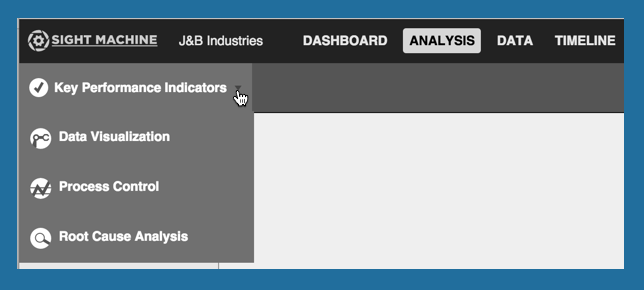 SIGHT MACHINE J&B Industries DASHBOARD ANALYSIS DATA TIMELINE
Key Performance Indicators
Data Visualization
Process Control
Root Cause Analysis